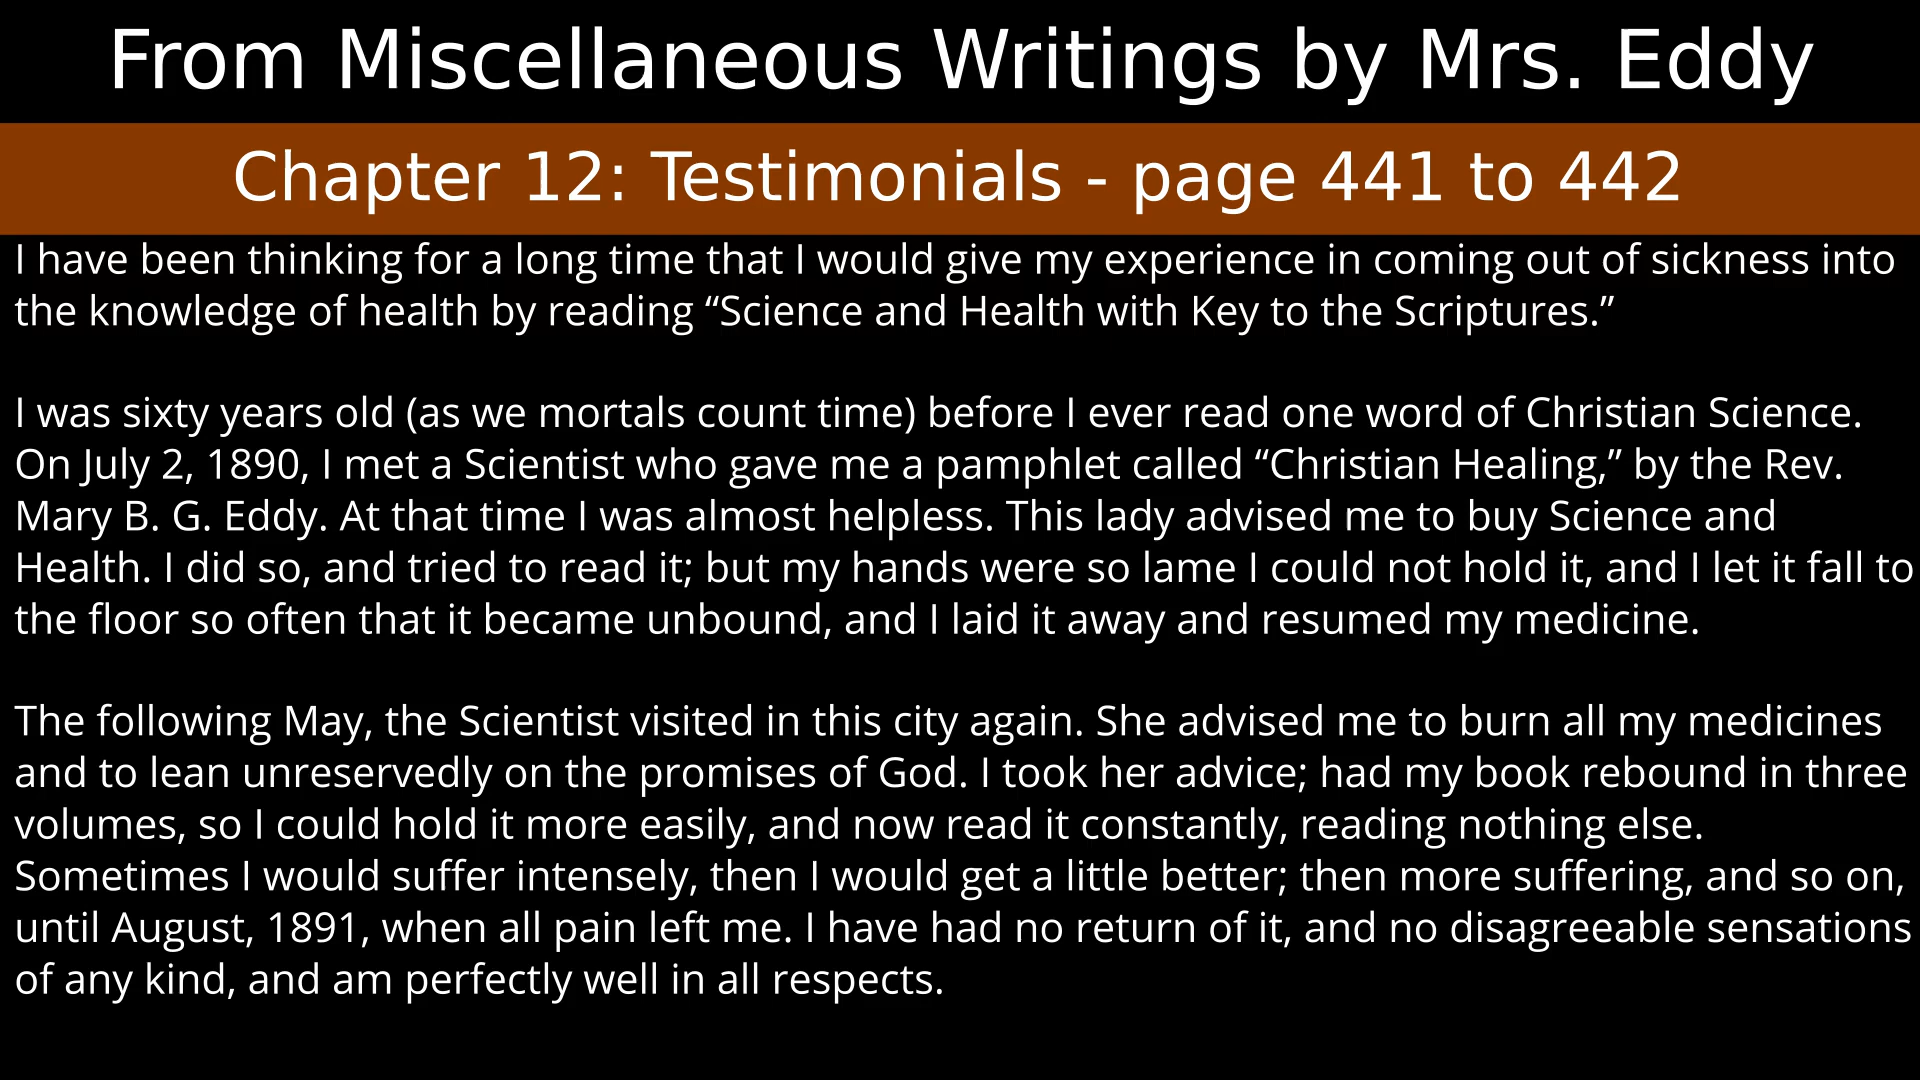 From Miscellaneous Writings by Mrs. Eddy
Chapter 12: Testimonials - page 441 to 442
I have been thinking for a long time that I would give my experience in coming out of sickness into
the knowledge of health by reading “Science and Health with Key to the Scriptures.”
I was sixty years old (as we mortals count time) before I ever read one word of Christian Science.
On July 2, 1890, I met a Scientist who gave me a pamphlet called “Christian Healing,” by the Rev.
Mary B. G. Eddy. At that time I was almost helpless. This lady advised me to buy Science and
Health. I did so, and tried to read it; but my hands were so lame I could not hold it, and I let it fall to
the floor so often that it became unbound, and I laid it away and resumed my medicine.
The following May, the Scientist visited in this city again. She advised me to burn all my medicines
and to lean unreservedly on the promises of God. I took her advice; had my book rebound in three
volumes, so I could hold it more easily, and now read it constantly, reading nothing else.
Sometimes I would suffer intensely, then I would get a little better; then more suffering, and so on,
until August, 1891, when all pain left me. I have had no return of it, and no disagreeable sensations
of any kind, and am perfectly well in all respects.